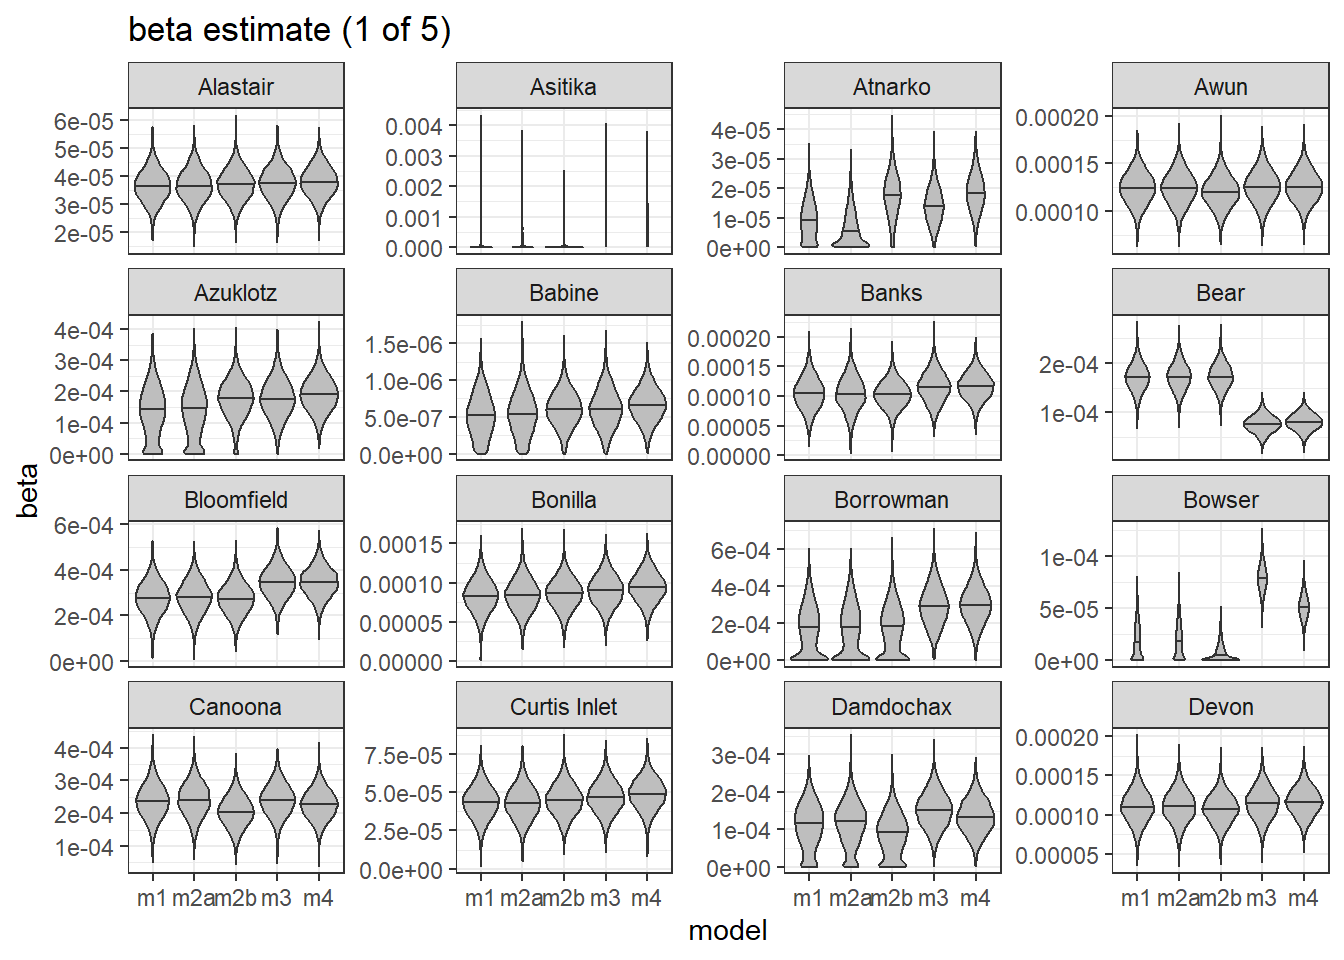 beta estimate (1 of 5)
Alastair
Asitika
Atnarko
Awun
6e-05
5e-05
4e-05
3e-05
2e-05
0.004
0.003
0.002
0.001
0.000
4e-05
3e-05
2e-05
1e-05
0e+00
0.00020
0.00015
0.00010
Azuklotz
Babine
Banks
Bear
4e-04
3e-04
2e-04
1e-04
0e+00
1.5e-06
1.0e-06
5.0e-07
0.0e+00
0.00020
0.00015
0.00010
0.00005
0.00000
2e-04
1e-04
beta
Bloomfield
Bonilla
Borrowman
Bowser
6e-04
4e-04
2e-04
0e+00
0.00015
0.00010
0.00005
0.00000
6e-04
4e-04
2e-04
0e+00
1e-04
5e-05
0e+00
Canoona
Curtis Inlet
Damdochax
Devon
4e-04
3e-04
2e-04
1e-04
7.5e-05
5.0e-05
2.5e-05
0.0e+00
3e-04
2e-04
1e-04
0e+00
0.00020
0.00015
0.00010
0.00005
m1 m2a m2b m3 m4
m1 m2a m2b m3 m4
m1 m2a m2b m3 m4
m1 m2a m2b m3 m4
model